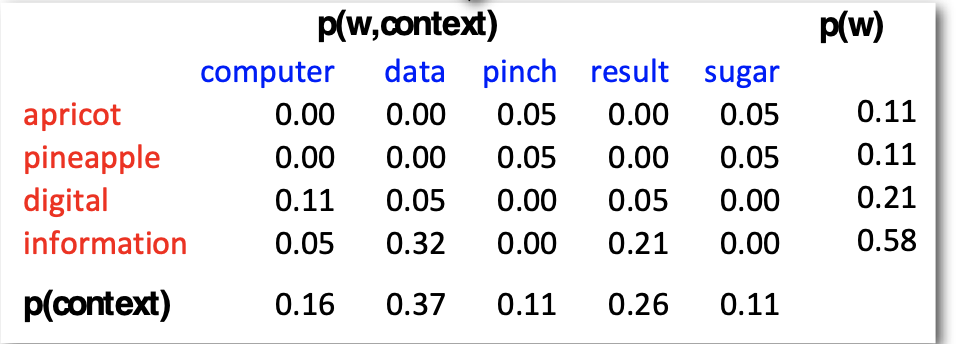 p(w,context) p(w)
computer data pinch result sugar
apricot 0.00 0.00 0.05 0.00 0.05 0.11
pineapple 0.00 0.00 0.05 0.00 0.05 0.11
digital 0.11 0.05 0.00 0.05 0.00 0.21
information 0.05 0.32 0.00 0.21 0.00 0.58
p(context) 0.16 0.37 0.11 0.26 0.11